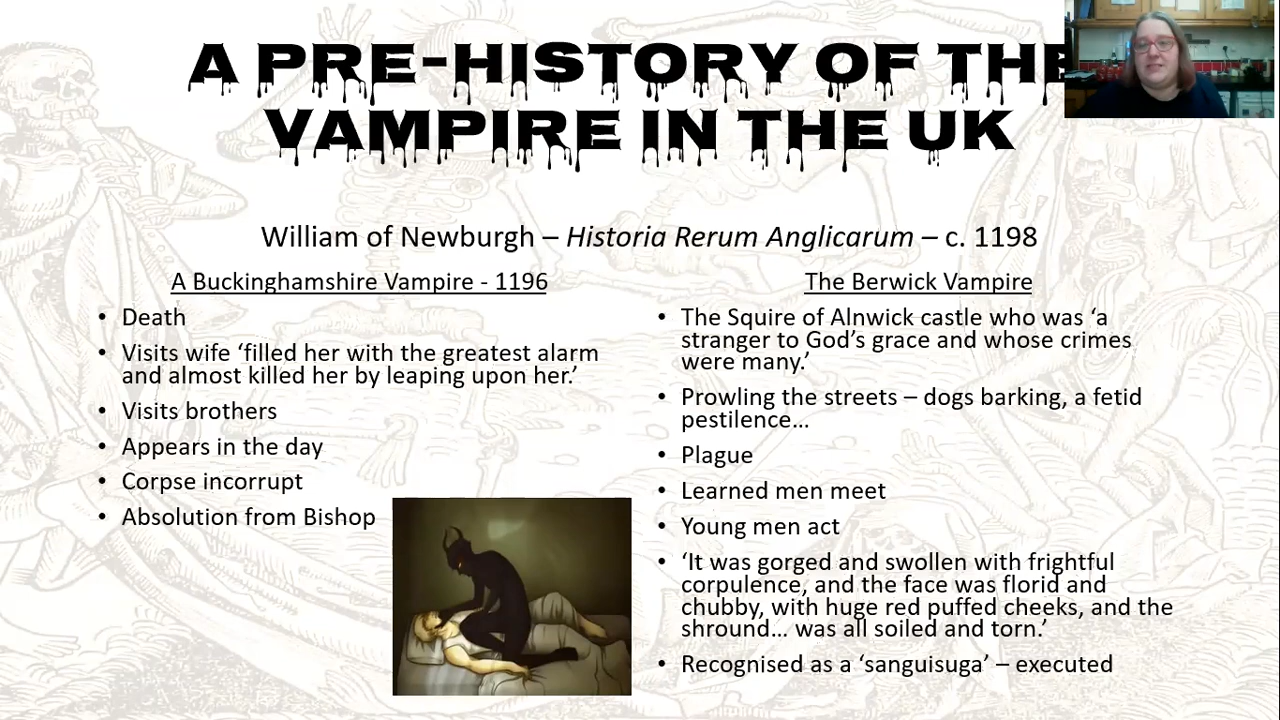 A PRE-HISTORY OF THE
VAMPIRE IN THE UK
William of Newburgh – Historia Rerum Anglicarum – c. 1198
A Buckinghamshire Vampire - 1196
• Death
• Visits wife ‘filled her with the greatest alarm
and almost killed her by leaping upon her.’
• Visits brothers
• Appears in the day
• Corpse incorrupt
• Absolution from Bishop
The Berwick Vampire
• The Squire of Alnwick castle who was ‘a
stranger to God’s grace and whose crimes
were many.’
• Prowling the streets – dogs barking, a fetid
pestilence…
• Plague
• Learned men meet
• Young men act
• ‘It was gorged and swollen with frightful
corpulence, and the face was florid and
chubby, with huge red puffed cheeks, and the
shround… was all soiled and torn.’
• Recognised as a ‘sanguisuga’ – executed